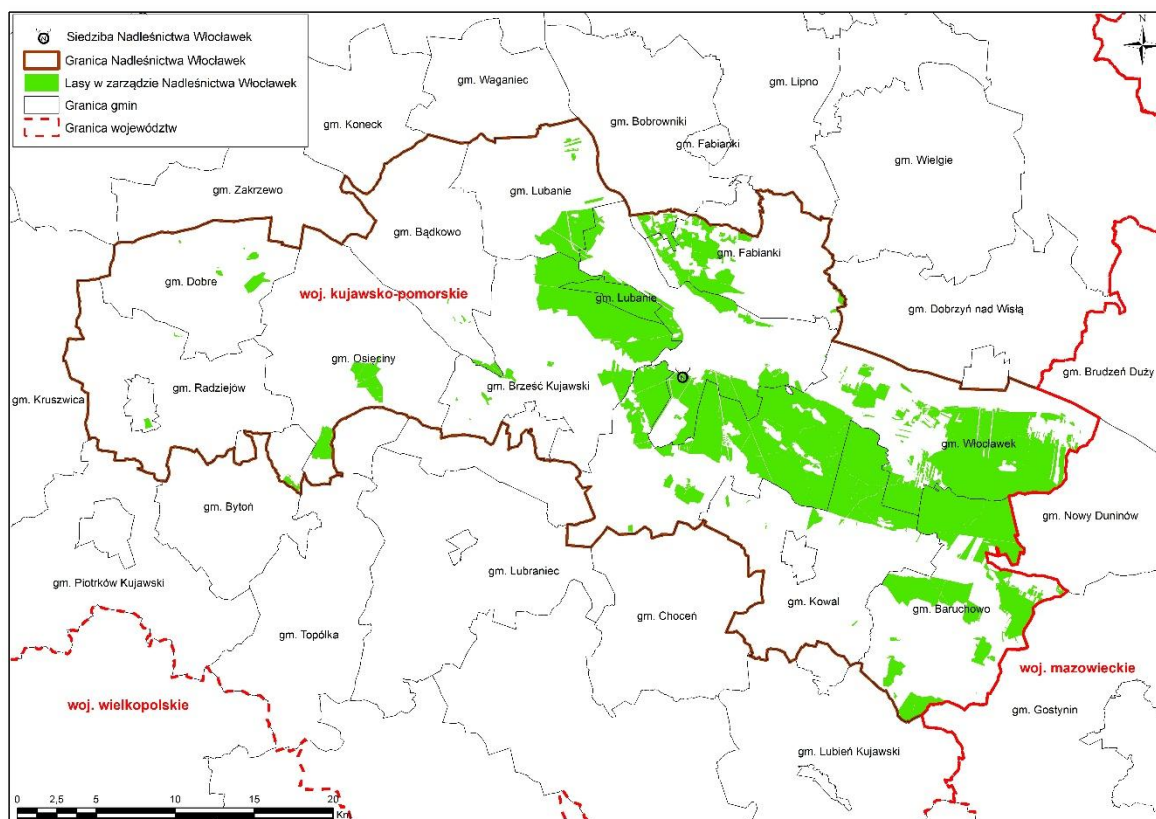 Siedziba Nadleśnictwa Włocławek
Granica Nadleśnictwa Włocławek
Lasy w zarządzie Nadleśnictwa Włocławek
Granica gmin
Granica województw
N
gm. Waganiec
gm. Lipno
gm. Koneck
gm. Bobrowniki
gm. Fabianki
gm. Wielgie
gm. Zakrzewo
gm. Lubanie
gm. Bądkowo
gm. Fabianki
gm. Dobre
woj. kujawsko-pomorskie
gm. Lubanie
gm. Dobrzyń nad Wisłą
gm. Osięciny
gm. Brudzeń Duży
gm. Radziejów
gm. Brześć Kujawski
gm. Kruszwica
N
gm. Włocławek
gm. Bytoń
gm. Nowy Duninów
gm. Piotrków Kujawski
gm. Lubraniec
gm. Kowal
gm. Baruchowo
gm. Choceń
gm. Topólka
woj. mazowieckie
woj. wielkopolskie
gm. Gostynin
gm. Lubień Kujawski
0 2,5 5 10 15 20
Km